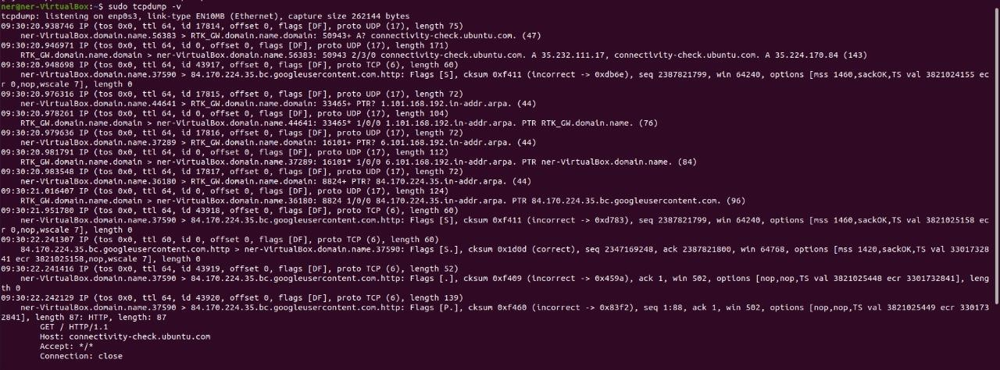 ner@ner-VirtualBox:~$ sudo tcpdump -v
tcpdump: listening on enp0s3, link-type EN10MB (Ethernet), capture size 262144 bytes
09:30:20.938746 IP (tos 0x0, ttl 64, id 17814, offset 0, flags [DF], proto UDP (17), length 75)
    ner-VirtualBox.domain.name.56383 > RTK_GW.domain.name.domain: 50943+ A? connectivity-check.ubuntu.com. (47)
09:30:20.946971 IP (tos 0x0, ttl 64, id 0, offset 0, flags [DF], proto UDP (17), length 171)
    RTK_GW.domain.name.domain > ner-VirtualBox.domain.name.56383: 50943 2/3/0 connectivity-check.ubuntu.com. A 35.232.111.17, connectivity-check.ubuntu.com. A 35.224.170.84 (143)
09:30:20.948698 IP (tos 0x0, ttl 64, id 43917, offset 0, flags [DF], proto TCP (6), length 60)
    ner-VirtualBox.domain.name.37590 > 84.170.224.35.bc.googleusercontent.com.http: Flags [S], cksum 0xf411 (incorrect -> 0xdb6e), seq 2387821799, win 64240, options [mss 1460,sackOK,TS val 3821024155 ec
r 0,nop,wscale 7], length 0
09:30:20.976316 IP (tos 0x0, ttl 64, id 17815, offset 0, flags [DF], proto UDP (17), length 72)
    ner-VirtualBox.domain.name.44641 > RTK_GW.domain.name.domain: 33465+ PTR? 1.101.168.192.in-addr.arpa. (44)
09:30:20.978261 IP (tos 0x0, ttl 64, id 0, offset 0, flags [DF], proto UDP (17), length 104)
    RTK_GW.domain.name.domain > ner-VirtualBox.domain.name.44641: 33465* 1/0/0 1.101.168.192.in-addr.arpa. PTR RTK_GW.domain.name. (76)
09:30:20.979636 IP (tos 0x0, ttl 64, id 17816, offset 0, flags [DF], proto UDP (17), length 72)
    ner-VirtualBox.domain.name.37289 > RTK_GW.domain.name.domain: 16101+ PTR? 6.101.168.192.in-addr.arpa. (44)
09:30:20.981791 IP (tos 0x0, ttl 64, id 0, offset 0, flags [DF], proto UDP (17), length 112)
    RTK_GW.domain.name.domain > ner-VirtualBox.domain.name.37289: 16101* 1/0/0 6.101.168.192.in-addr.arpa. PTR ner-VirtualBox.domain.name. (84)
09:30:20.983548 IP (tos 0x0, ttl 64, id 17817, offset 0, flags [DF], proto UDP (17), length 72)
    ner-VirtualBox.domain.name.36180 > RTK_GW.domain.name.domain: 8824+ PTR? 84.170.224.35.in-addr.arpa. (44)
09:30:21.016407 IP (tos 0x0, ttl 64, id 0, offset 0, flags [DF], proto UDP (17), length 124)
    RTK_GW.domain.name.domain > ner-VirtualBox.domain.name.36180: 8824 1/0/0 84.170.224.35.in-addr.arpa. PTR 84.170.224.35.bc.googleusercontent.com. (96)
09:30:21.951780 IP (tos 0x0, ttl 64, id 43918, offset 0, flags [DF], proto TCP (6), length 60)
    ner-VirtualBox.domain.name.37590 > 84.170.224.35.bc.googleusercontent.com.http: Flags [S], cksum 0xf411 (incorrect -> 0xd783), seq 2387821799, win 64240, options [mss 1460,sackOK,TS val 3821025158 ec
r 0,nop,wscale 7], length 0
09:30:22.241307 IP (tos 0x0, ttl 60, id 0, offset 0, flags [DF], proto TCP (6), length 60)
    84.170.224.35.bc.googleusercontent.com.http > ner-VirtualBox.domain.name.37590: Flags [S.], cksum 0x1d0d (correct), seq 2347169248, ack 2387821800, win 64768, options [mss 1420,sackOK,TS val 33017328
41 ecr 3821025158,nop,wscale 7], length 0
09:30:22.241416 IP (tos 0x0, ttl 64, id 43919, offset 0, flags [DF], proto TCP (6), length 52)
    ner-VirtualBox.domain.name.37590 > 84.170.224.35.bc.googleusercontent.com.http: Flags [.], cksum 0xf409 (incorrect -> 0x459a), ack 1, win 502, options [nop,nop,TS val 3821025448 ecr 3301732841], leng
th 0
09:30:22.242129 IP (tos 0x0, ttl 64, id 43920, offset 0, flags [DF], proto TCP (6), length 139)
    ner-VirtualBox.domain.name.37590 > 84.170.224.35.bc.googleusercontent.com.http: Flags [P.], cksum 0xf460 (incorrect -> 0x83f2), seq 1:88, ack 1, win 502, options [nop,nop,TS val 3821025449 ecr 330173
2841], length 87: HTTP, length: 87
        GET / HTTP/1.1
        Host: connectivity-check.ubuntu.com
        Accept: */*
        Connection: close